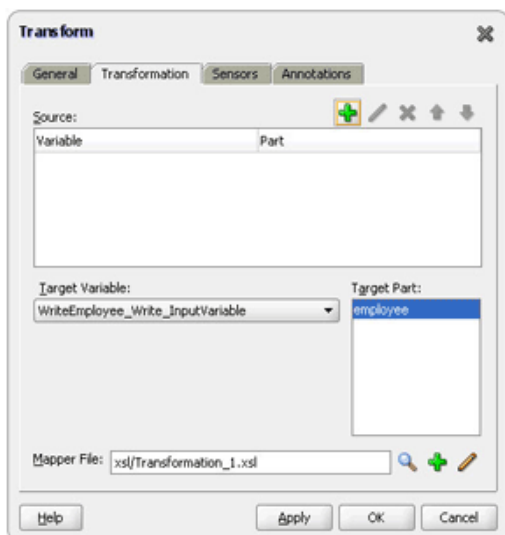 Transform
General Transformation Sensors Annotations
Source:
Variable Part
Target Variable: Target Part:
WriteEmployee_Write_InputVariable employee
Mapper File: xsl/Transformation_1.xsl
Help Apply OK Cancel